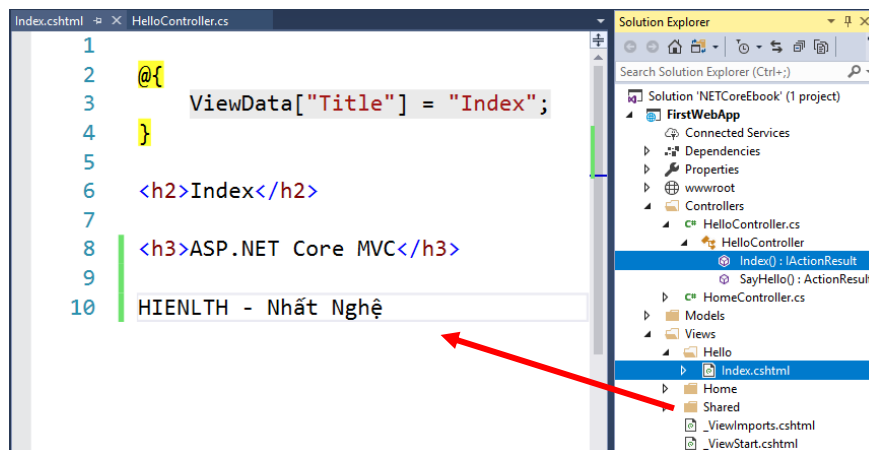 Index.cshtml
HelloController.cs
1
2 @{
3 ViewData["Title"] = "Index";
4 }
5
6 <h2>Index</h2>
7
8 <h3>ASP.NET Core MVC</h3>
9
10 HIENLTH - Nhất Nghệ
Solution Explorer
Search Solution Explorer (Ctrl+;)
Solution 'NETCoreEbook' (1 project)
FirstWebApp
Connected Services
Dependencies
Properties
wwwroot
Controllers
C# HelloController.cs
HelloController
Index() : IActionResult
SayHello() : ActionResult
C# HomeController.cs
Models
Views
Hello
Index.cshtml
Home
Shared
_ViewImports.cshtml
_ViewStart.cshtml